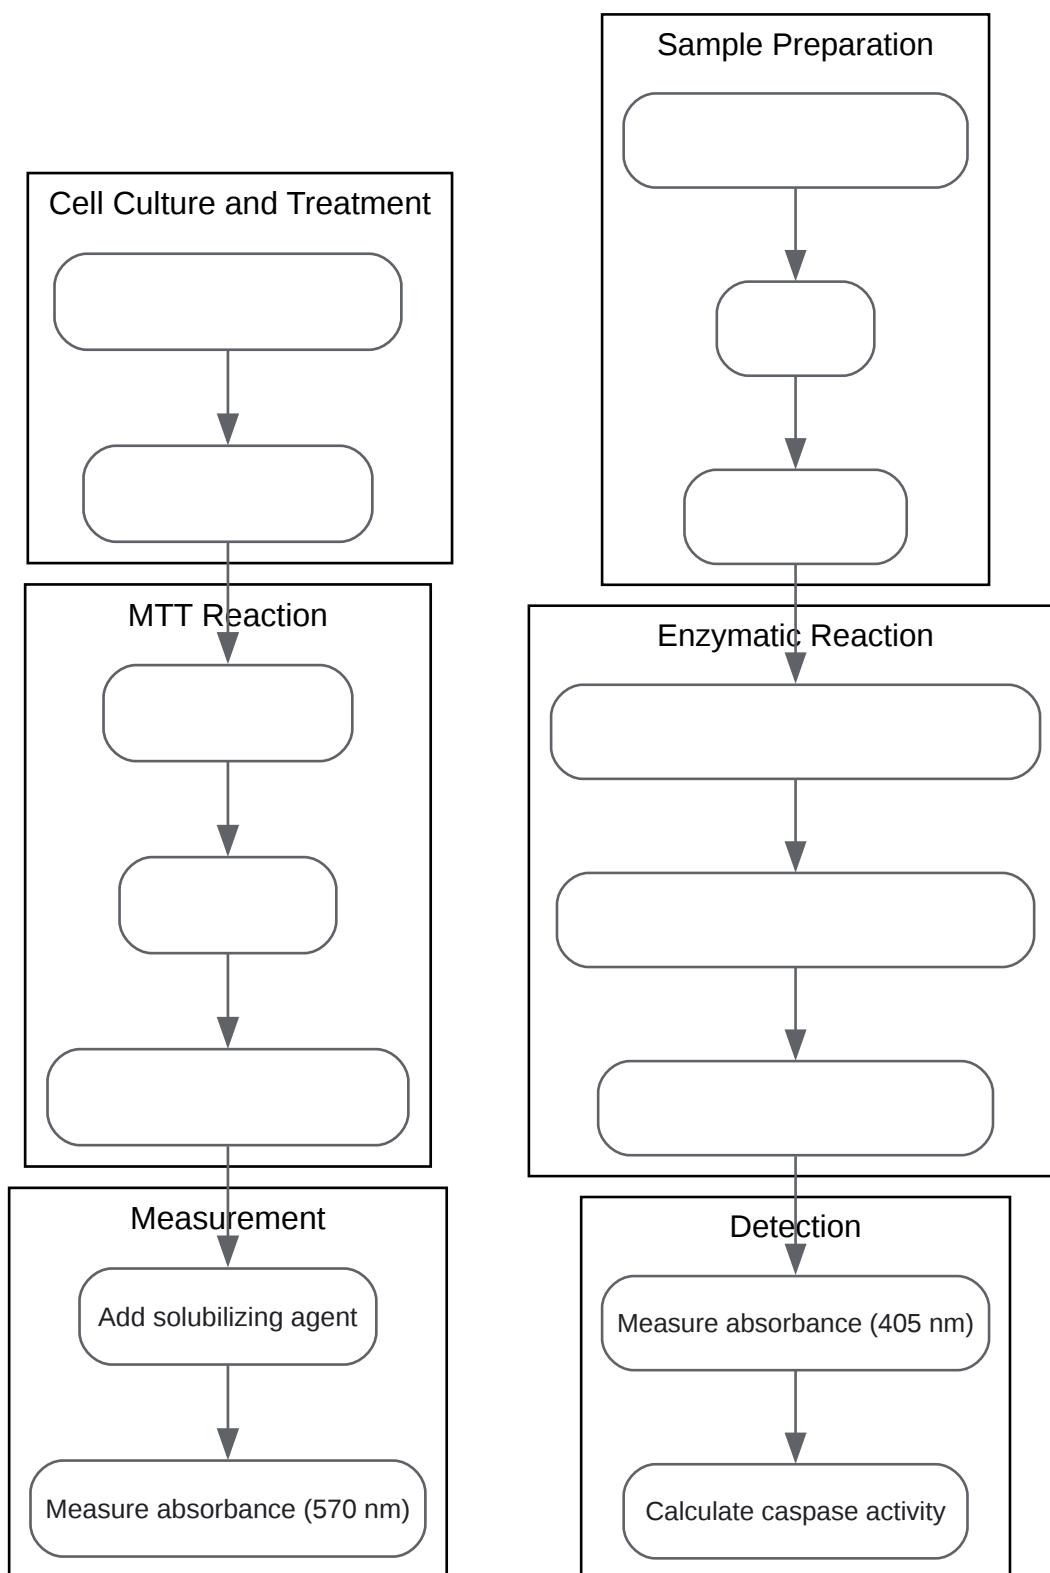 Cell Culture and Treatment
MTT Reaction
Measurement
Add solubilizing agent
Measure absorbance (570 nm)
Sample Preparation
Enzymatic Reaction
Detection
Measure absorbance (405 nm)
Calculate caspase activity